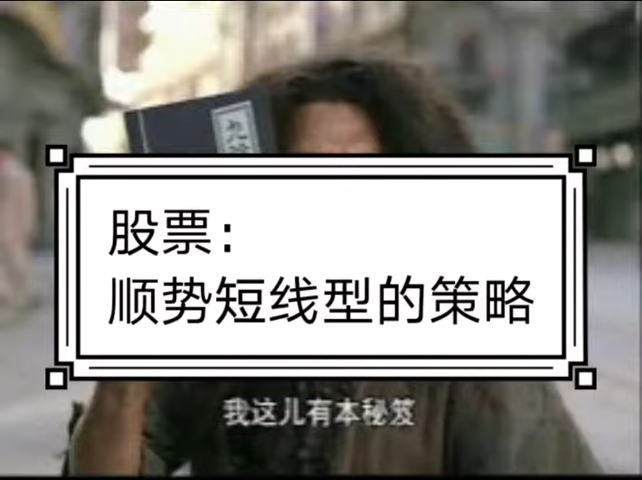 股票：
顺势短线型的策略
我这儿有本秘笈